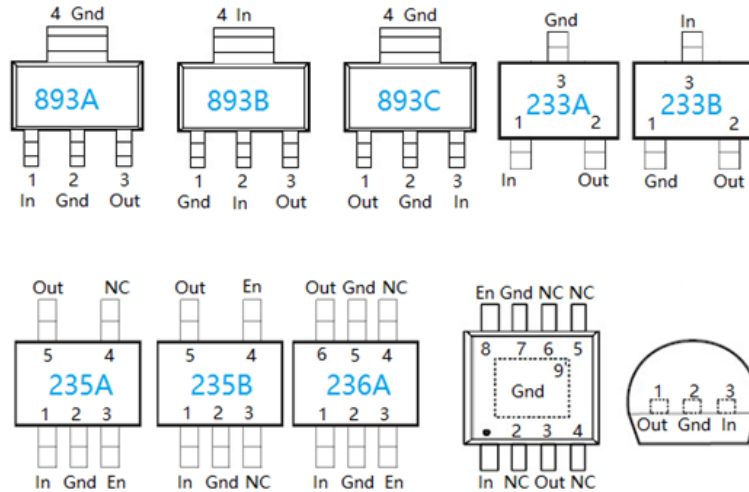 4 Gnd 4 In 4 Gnd Gnd In
893A 893B 893C 3 233A 3 233B
1 2 1 2
1 2 3 1 2 3 1 2 3 In Out Gnd Out
In Gnd Out Gnd In Out Out Gnd In
Out NC Out En Out Gnd NC En Gnd NC NC
5 4 5 4 6 5 4 8 7 6 5
235A 235B 236A 9 Gnd
1 2 3 1 2 3 1 2 3 2 3 4 1 2 3
In Gnd En In Gnd NC In Gnd En In NC Out NC Out Gnd In